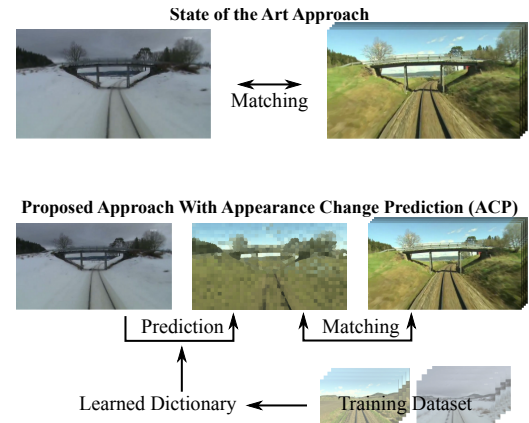 State of the Art Approach
Matching
Proposed Approach With Appearance Change Prediction (ACP)
Prediction
Matching
Learned Dictionary
Training Dataset